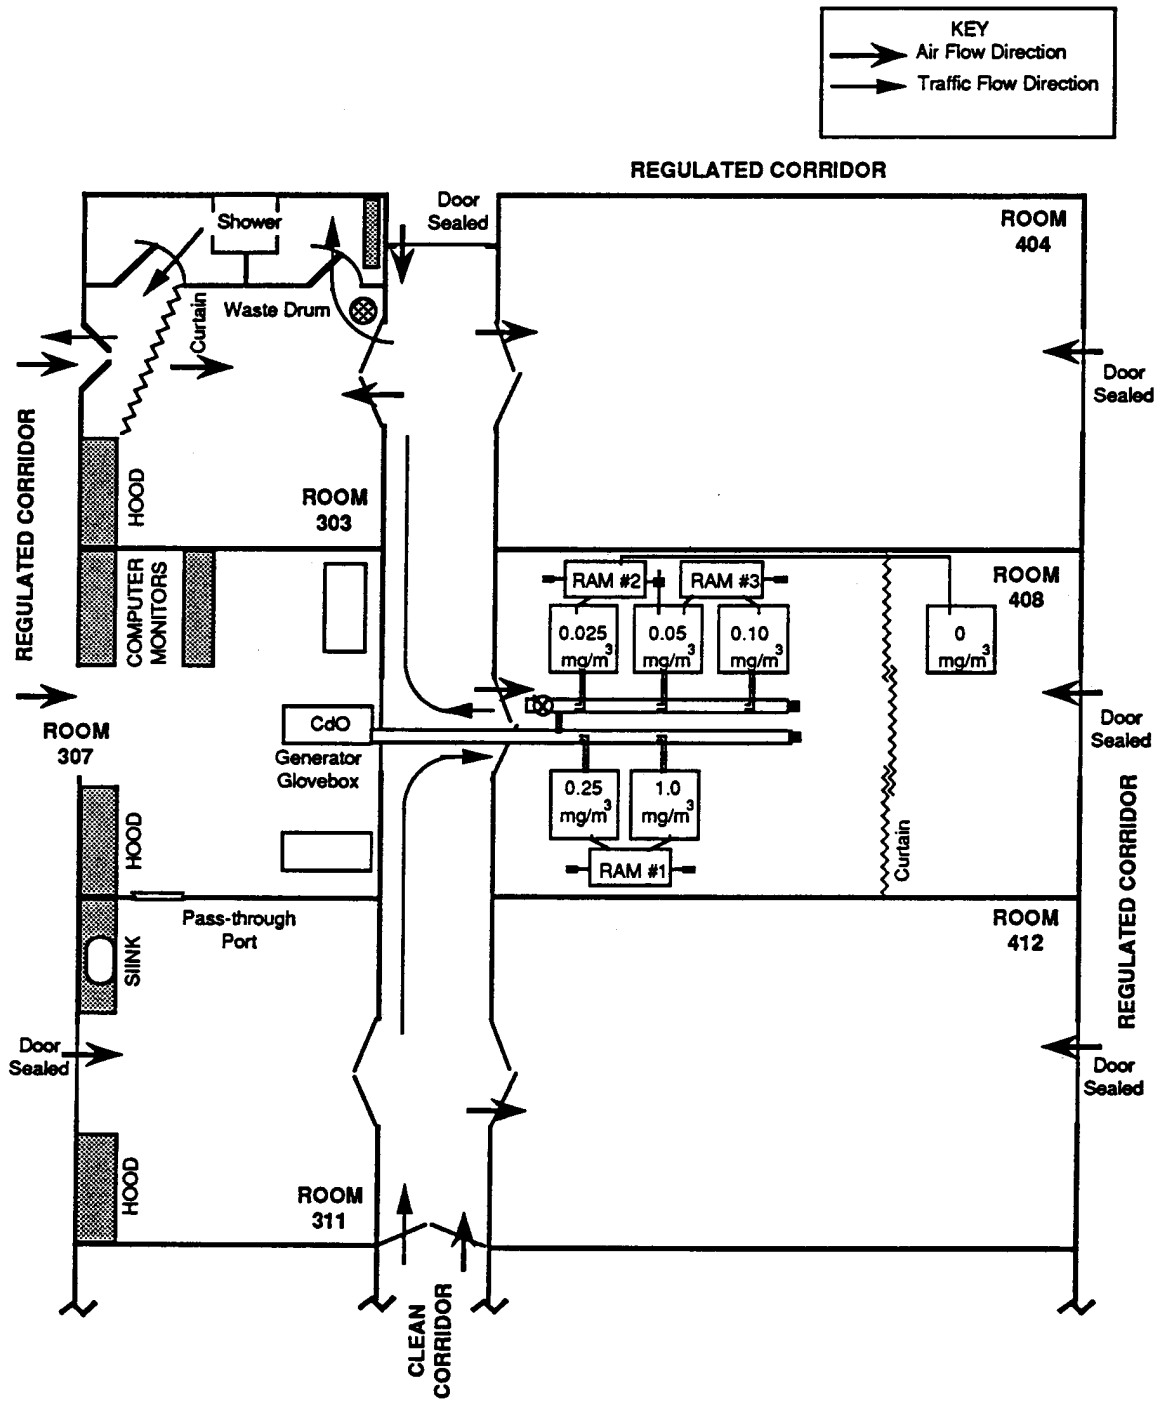 KEY
Air Flow Direction
Traffic Flow Direction
REGULATED CORRIDOR
Shower
Door
Sealed
ROOM
404
Waste Drum
Curtain
Door
Sealed
REGULATED CORRIDOR
HOOD
ROOM
303
COMPUTER
MONITORS
RAM #2
RAM #3
ROOM
408
0.025
mg/m3
0.05
mg/m3
0.10
mg/m3
0
mg/m3
ROOM
307
CdO
Generator
Glovebox
Door
Sealed
0.25
mg/m3
1.0
mg/m3
HOOD
RAM #1
Curtain
REGULATED CORRIDOR
Pass-through
Port
ROOM
412
SIINK
Door
Sealed
Door
Sealed
HOOD
ROOM
311
CLEAN
CORRIDOR